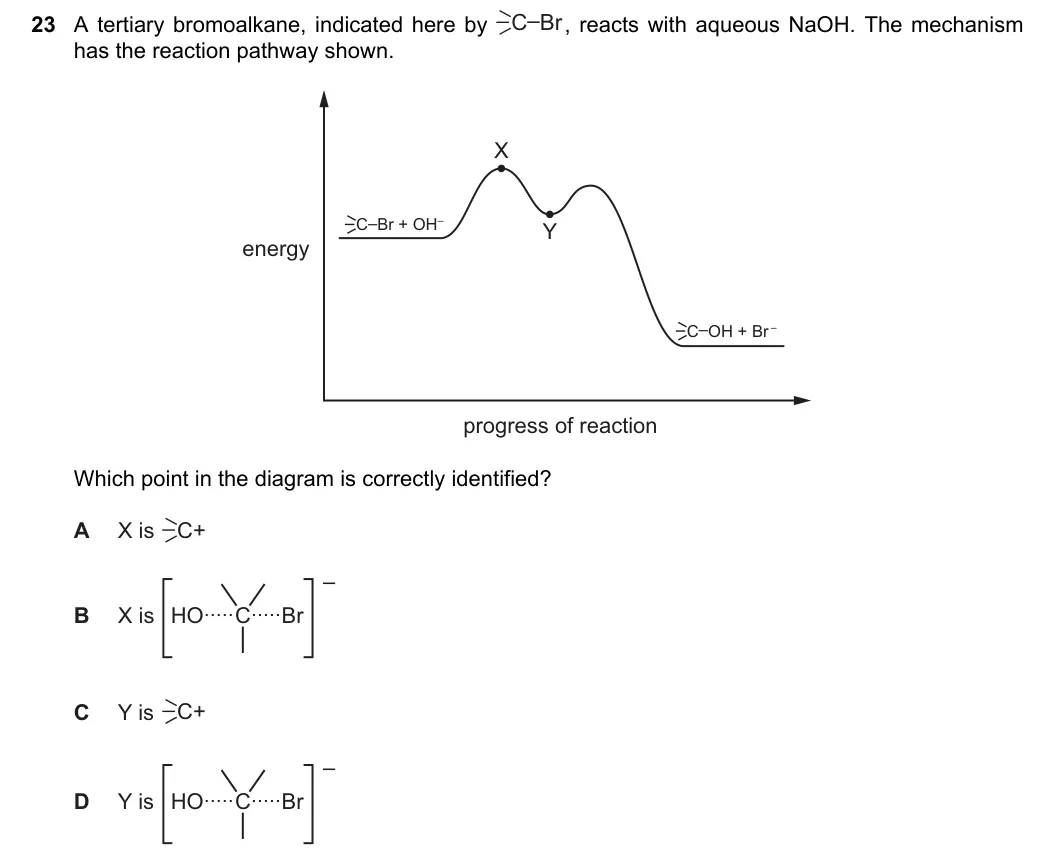 23 A tertiary bromoalkane, indicated here by C–Br, reacts with aqueous NaOH. The mechanism
has the reaction pathway shown.
X
C–Br + OH⁻
Y
energy
C–OH + Br⁻
progress of reaction
Which point in the diagram is correctly identified?
A X is C+
B X is [HO·····C·····Br]⁻
C Y is C+
D Y is [HO·····C·····Br]⁻